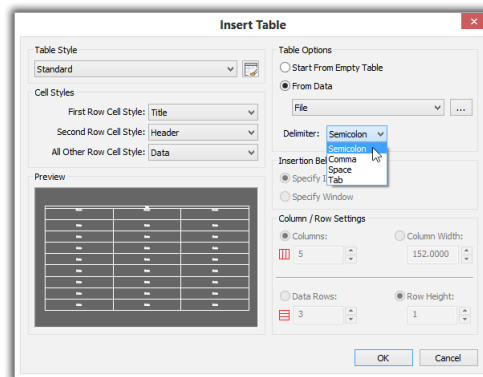 Insert Table
Table Style
Standard
Cell Styles
First Row Cell Style: Title
Second Row Cell Style: Header
All Other Row Cell Style: Data
Preview
Table Options
Start From Empty Table
From Data
File
...
Delimiter: Semicolon
Semicolon
Comma
Space
Tab
Insertion Be
Specify I
Specify Window
Column / Row Settings
Columns: Column Width:
5 152.0000
Data Rows: Row Height:
3 1
OK Cancel